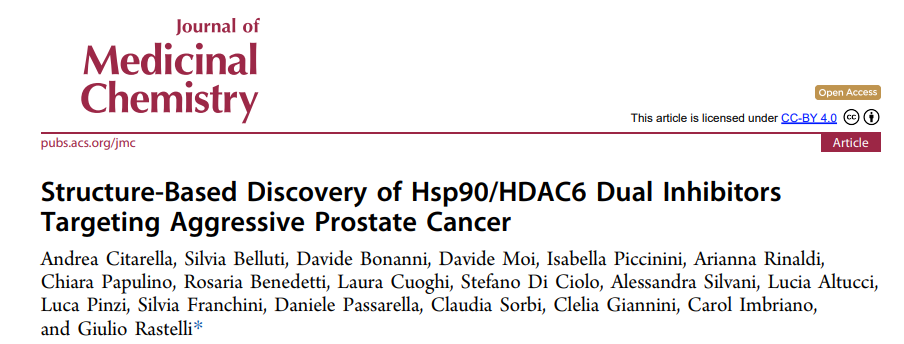 Journal of
Medicinal
Chemistry
Open Access
This article is licensed under CC-BY 4.0
cc
pubs.acs.org/jmc
Article
Structure-Based Discovery of Hsp90/HDAC6 Dual Inhibitors
Targeting Aggressive Prostate Cancer
Andrea Citarella, Silvia Belluti, Davide Bonanni, Davide Moi, Isabella Piccinini, Arianna Rinaldi,
Chiara Papulino, Rosaria Benedetti, Laura Cuoghi, Stefano Di Ciolo, Alessandra Silvani, Lucia Altucci,
Luca Pinzi, Silvia Franchini, Daniele Passarella, Claudia Sorbi, Clelia Giannini, Carol Imbriano,
and Giulio Rastelli*